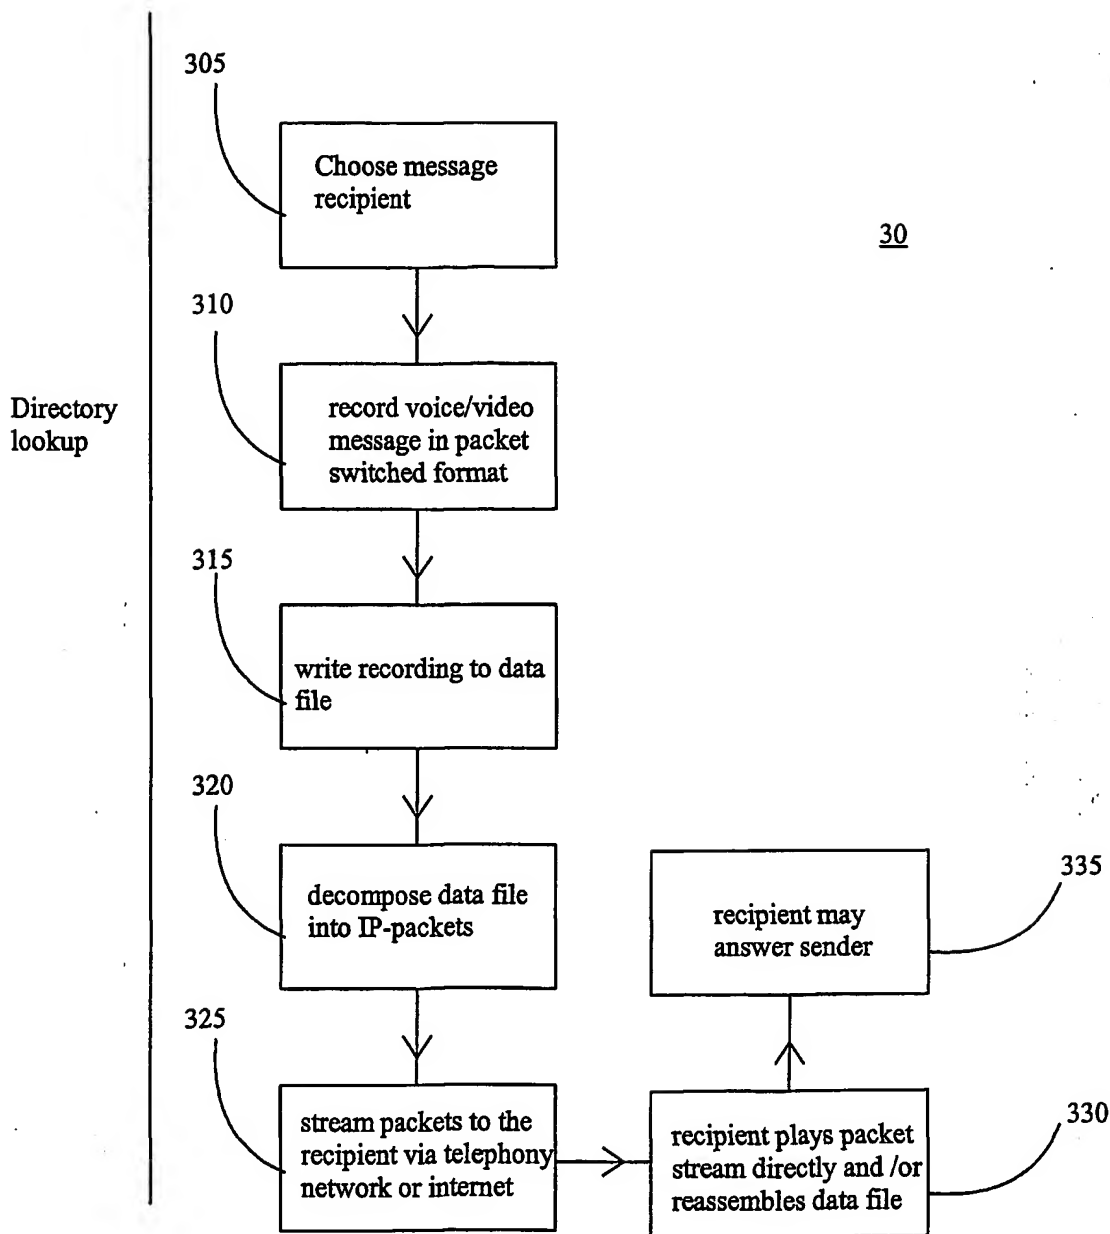 305
Choose message
recipient
30
310
record voice/video
message in packet
switched format
Directory
lookup
315
write recording to data
file
320
decompose data file
into IP-packets
335
recipient may
answer sender
325
stream packets to the
recipient via telephony
network or internet
330
recipient plays packet
stream directly and /or
reassembles data file